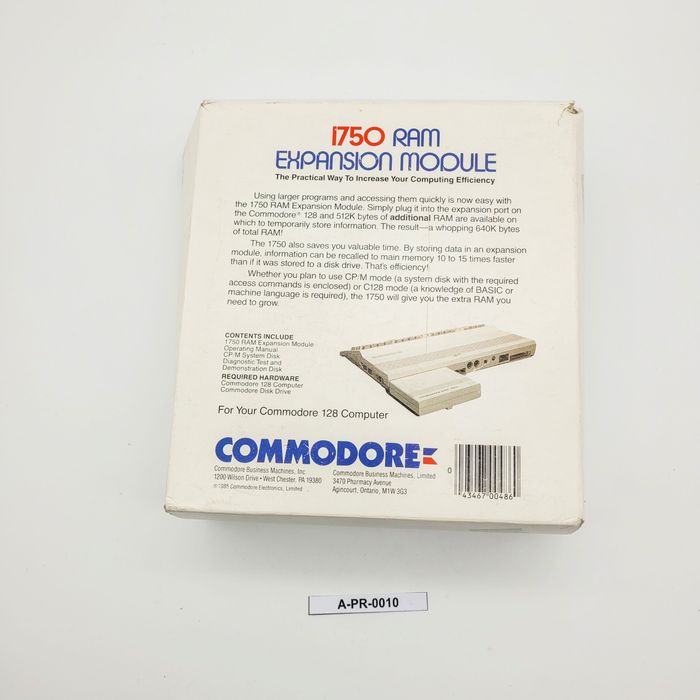 1750 RAM
EXPANSION MODULE
The Practical Way To Increase Your Computing Efficiency
Using larger programs and accessing them quickly is now easy with
the 1750 RAM Expansion Module. Simply plug it into the expansion port on
the Commodore® 128 and 512K bytes of additional RAM are available on
which to temporarily store information. The result—a whopping 640K bytes
of total RAM!
The 1750 also saves you valuable time. By storing data in an expansion
module, information can be recalled to main memory 10 to 15 times faster
than if it was stored to a disk drive. That's efficiency!
Whether you plan to use CP/M mode (a system disk with the required
access commands is enclosed) or C128 mode (a knowledge of BASIC or
machine language is required), the 1750 will give you the extra RAM you
need to grow.
CONTENTS INCLUDE
1750 RAM Expansion Module
Operating Manual
CP/M System Disk
Diagnostic Test and
Demonstration Disk
REQUIRED HARDWARE
Commodore 128 Computer
Commodore Disk Drive
For Your Commodore 128 Computer
COMMODORE
Commodore Business Machines, Inc.
1200 Wilson Drive • West Chester, PA 19380
© 1985 Commodore Electronics, Limited
Commodore Business Machines, Limited
3470 Pharmacy Avenue
Agincourt, Ontario, M1W 3G3
0 43467 00486
A-PR-0010